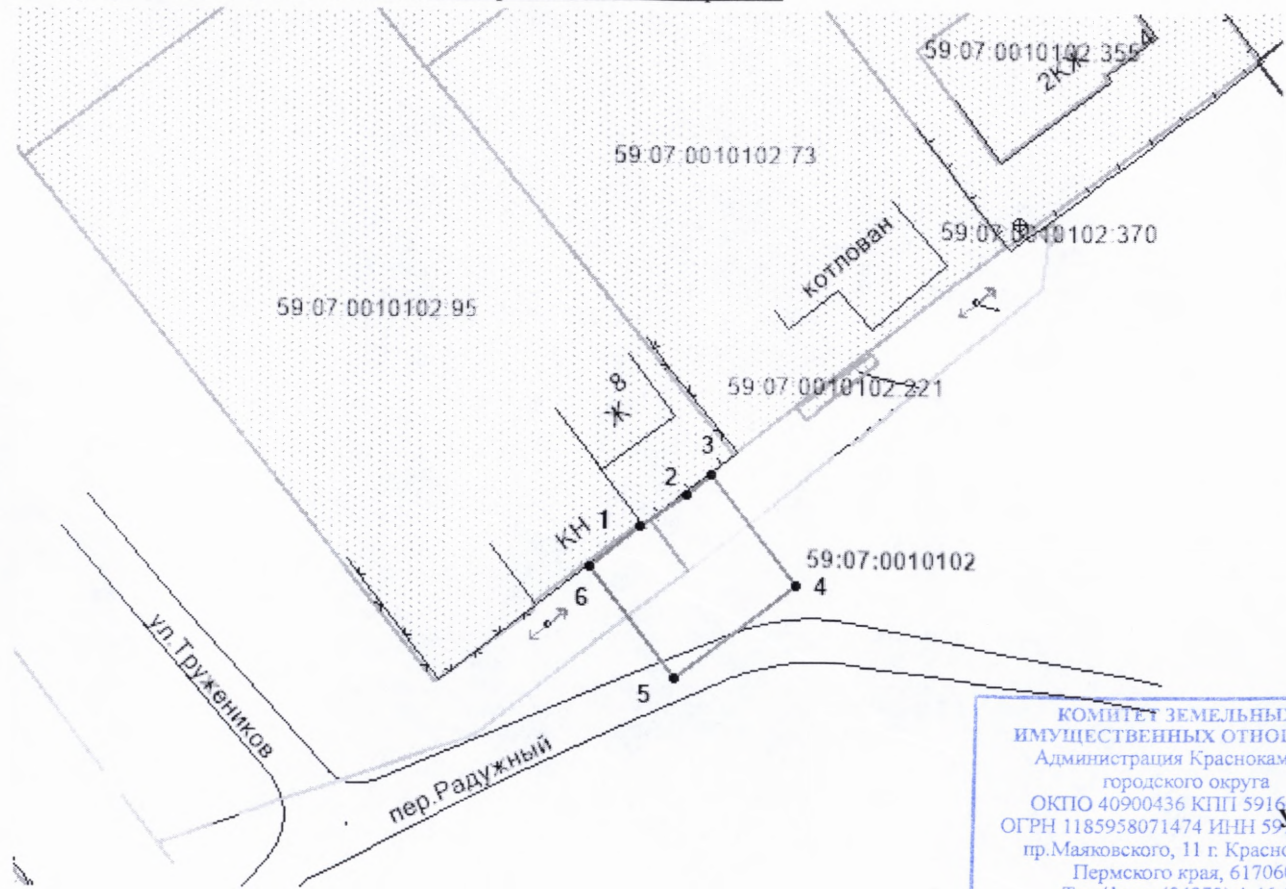 59:07:0010102:355
2КЖ
59:07:0010102:73
59:07:0010102:370
котлован
59:07:0010102:95
59:07:0010102:221
8
Ж
3
2
КН
1
59:07:0010102
4
6
5
ул.Тружеников
пер.Радужный
КОМИТЕТ ЗЕМЕЛЬНЫ
ИМУЩЕСТВЕННЫХ ОТНО
Администрация Краснокам
городского округа
ОКПО 40900436 КПП 5916
ОГРН 1185958071474 ИНН 59
пр.Маяковского, 11 г. Красно
Пермского края, 61706